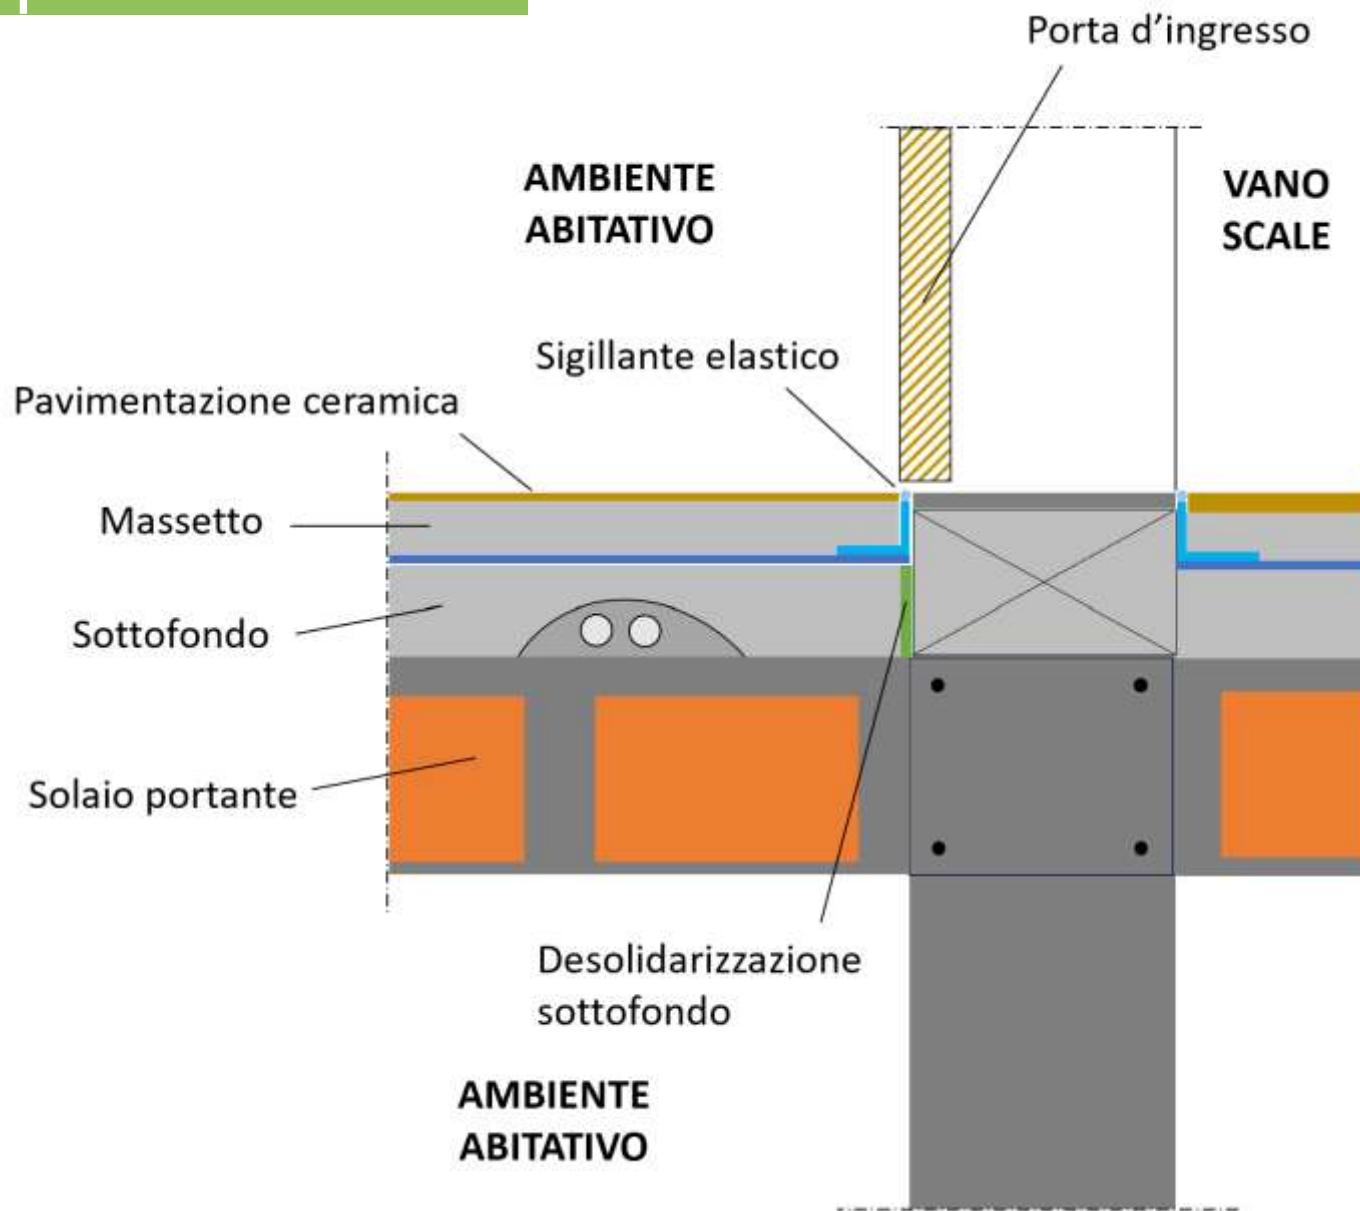 Porta d’ingresso
AMBIENTE
ABITATIVO
VANO
SCALE
Sigillante elastico
Pavimentazione ceramica
Massetto
Sottofondo
Solaio portante
Desolidarizzazione
sottofondo
AMBIENTE
ABITATIVO